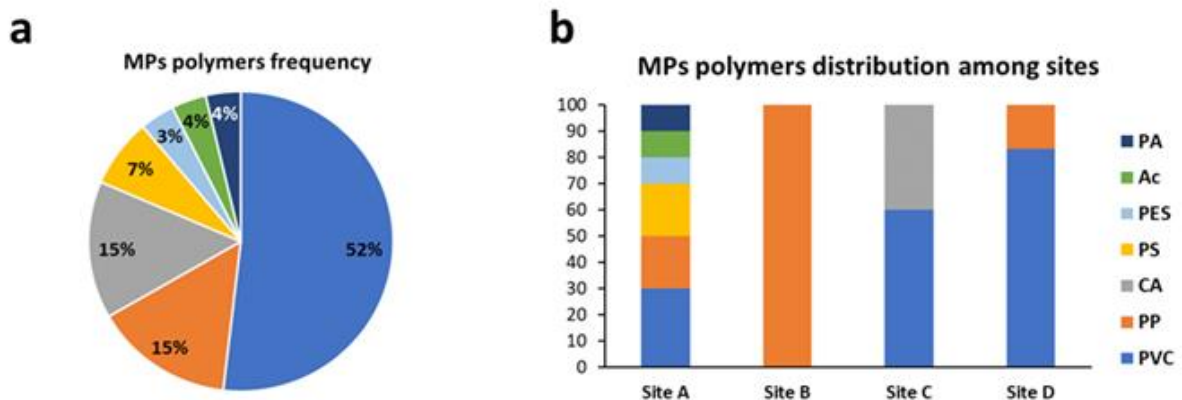 a
MPs polymers frequency
4%
4%
3%
7%
15%
15%
52%
b
MPs polymers distribution among sites
100
90
80
70
60
50
40
30
20
10
0
Site A Site B Site C Site D
PA
Ac
PES
PS
CA
PP
PVC